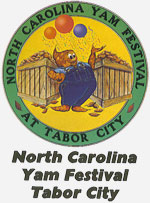 NORTH CAROLINA YAM FESTIVAL
AT TABOR CITY
North Carolina
Yam Festival
Tabor City